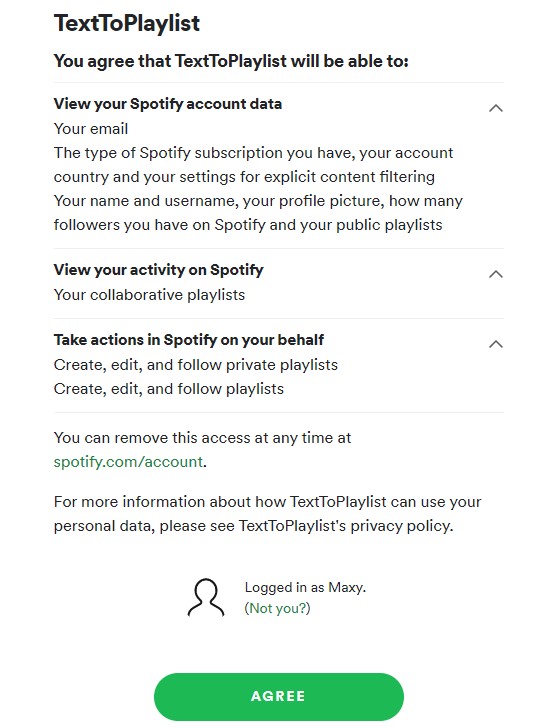 TextToPlaylist
You agree that TextToPlaylist will be able to:
View your Spotify account data
Your email
The type of Spotify subscription you have, your account
country and your settings for explicit content filtering
Your name and username, your profile picture, how many
followers you have on Spotify and your public playlists
View your activity on Spotify
Your collaborative playlists
Take actions in Spotify on your behalf
Create, edit, and follow private playlists
Create, edit, and follow playlists
You can remove this access at any time at
spotify.com/account.
For more information about how TextToPlaylist can use your
personal data, please see TextToPlaylist's privacy policy.
Logged in as Maxy.
(Not you?)
AGREE